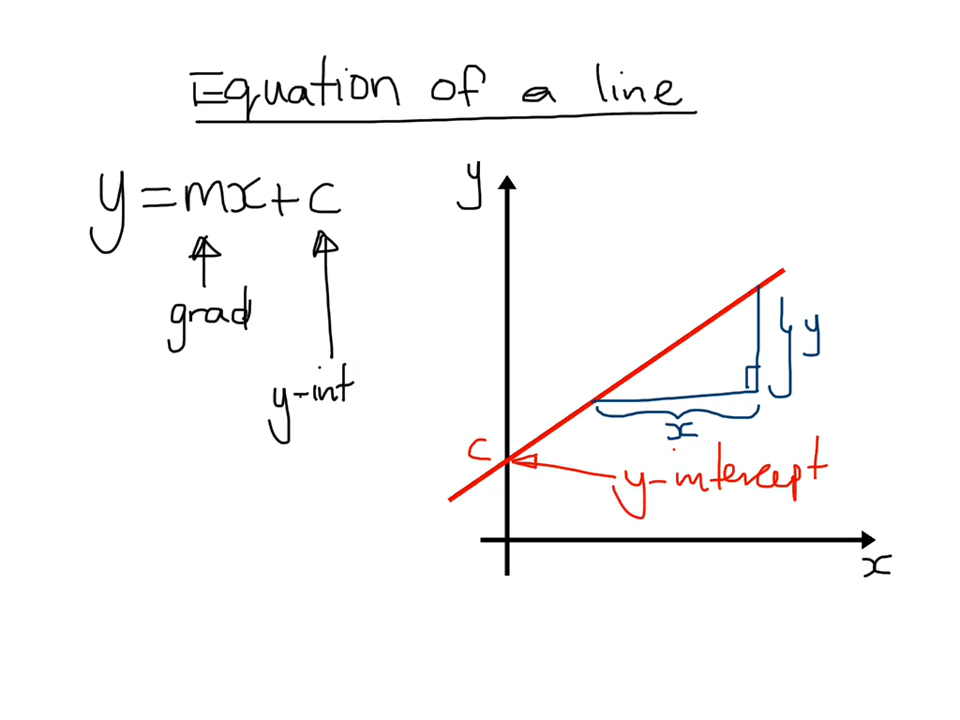 Equation of a line
y = mx + c
grad
y-int
y
y
x
c
y-intercept
x